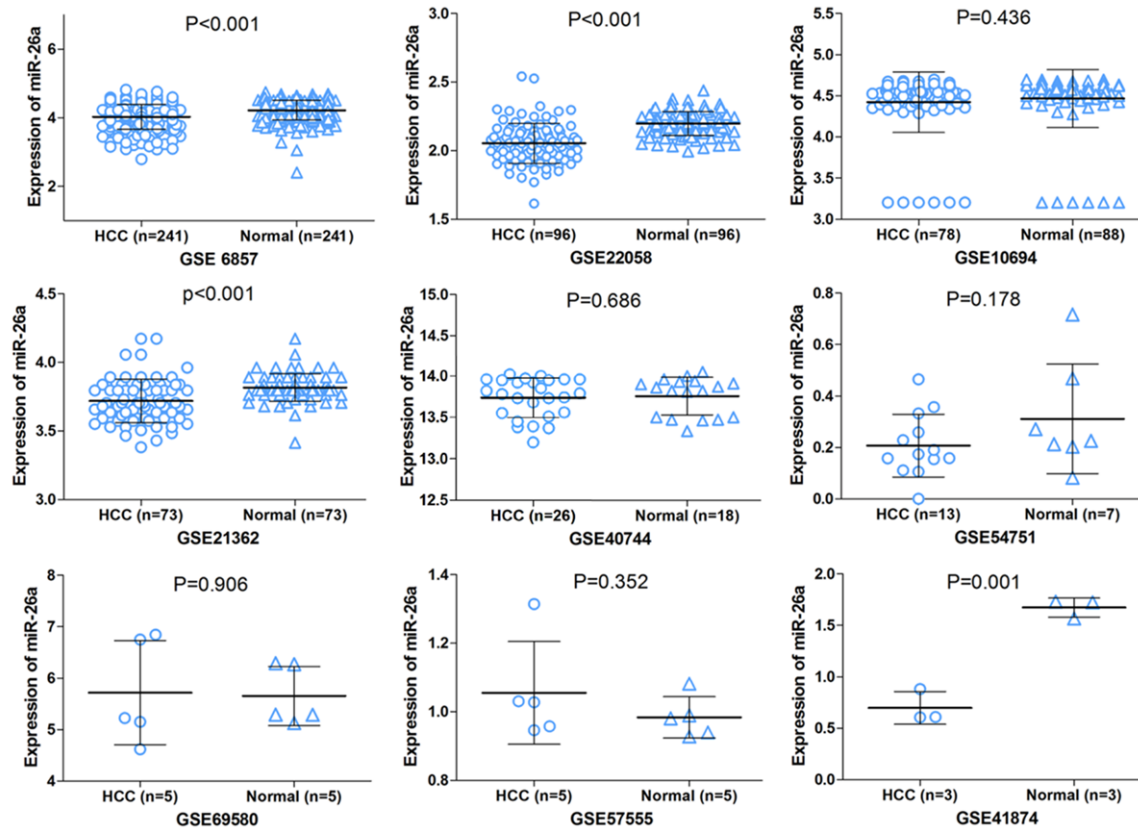 Expression of miR-26a
6
4
2
P<0.001
HCC (n=241)
Normal (n=241)
GSE 6857
Expression of miR-26a
3.0
2.5
2.0
1.5
P<0.001
HCC (n=96)
Normal (n=96)
GSE22058
Expression of miR-26a
5.5
5.0
4.5
4.0
3.5
3.0
P=0.436
HCC (n=78)
Normal (n=88)
GSE10694
Expression of miR-26a
4.5
4.0
3.5
3.0
p<0.001
HCC (n=73)
Normal (n=73)
GSE21362
Expression of miR-26a
15.0
14.5
14.0
13.5
13.0
12.5
P=0.686
HCC (n=26)
Normal (n=18)
GSE40744
Expression of miR-26a
0.8
0.6
0.4
0.2
0.0
P=0.178
HCC (n=13)
Normal (n=7)
GSE54751
Expression of miR-26a
8
7
6
5
4
P=0.906
HCC (n=5)
Normal (n=5)
GSE69580
Expression of miR-26a
1.4
1.2
1.0
0.8
P=0.352
HCC (n=5)
Normal (n=5)
GSE57555
Expression of miR-26a
2.0
1.5
1.0
0.5
0.0
P=0.001
HCC (n=3)
Normal (n=3)
GSE41874